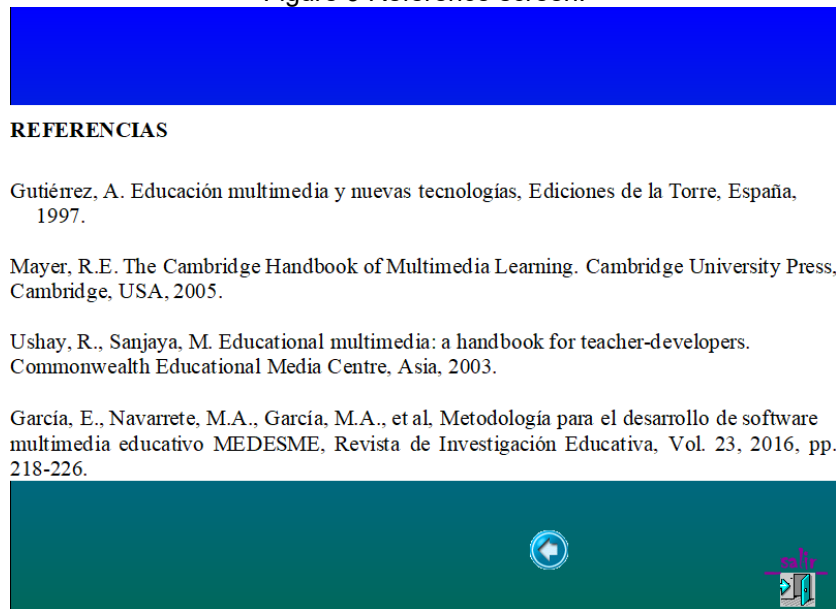 REFERENCIAS
Gutiérrez, A. Educación multimedia y nuevas tecnologías, Ediciones de la Torre, España,
1997.
Mayer, R.E. The Cambridge Handbook of Multimedia Learning. Cambridge University Press,
Cambridge, USA, 2005.
Ushay, R., Sanjaya, M. Educational multimedia: a handbook for teacher-developers.
Commonwealth Educational Media Centre, Asia, 2003.
García, E., Navarrete, M.A., García, M.A., et al, Metodología para el desarrollo de software
multimedia educativo MEDESME, Revista de Investigación Educativa, Vol. 23, 2016, pp.
218-226.
salir